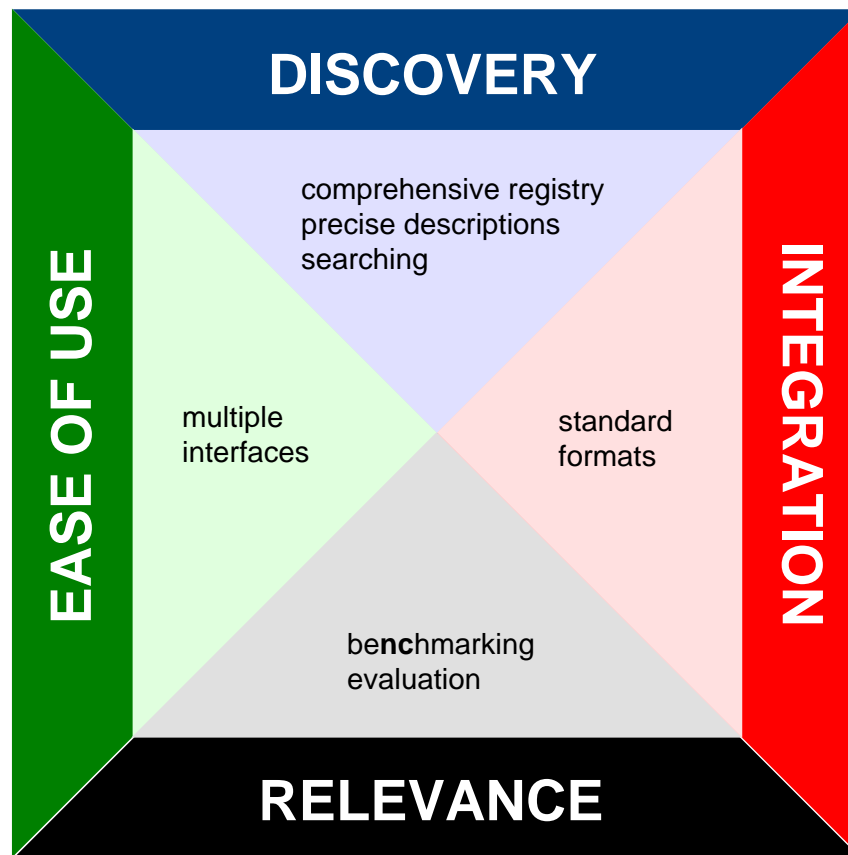 DISCOVERY
comprehensive registry
precise descriptions
searching
EASE OF USE
multiple
interfaces
standard
formats
INTEGRATION
benchmarking
evaluation
RELEVANCE